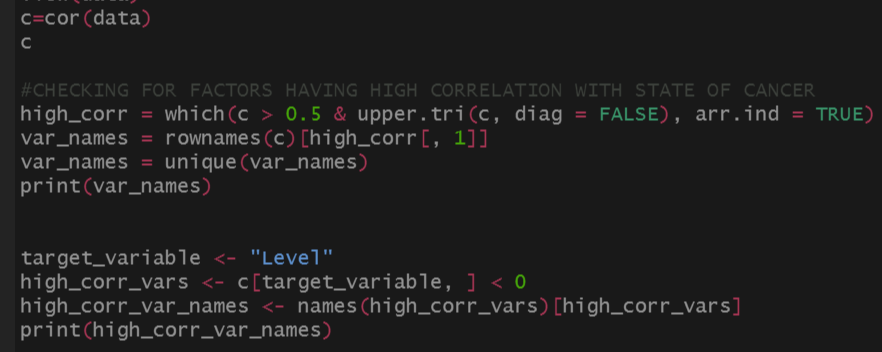 c=cor(data)
c
#CHECKING FOR FACTORS HAVING HIGH CORRELATION WITH STATE OF CANCER
high_corr = which(c > 0.5 & upper.tri(c, diag = FALSE), arr.ind = TRUE)
var_names = rownames(c)[high_corr[, 1]]
var_names = unique(var_names)
print(var_names)
target_variable <- "Level"
high_corr_vars <- c[target_variable, ] < 0
high_corr_var_names <- names(high_corr_vars)[high_corr_vars]
print(high_corr_var_names)